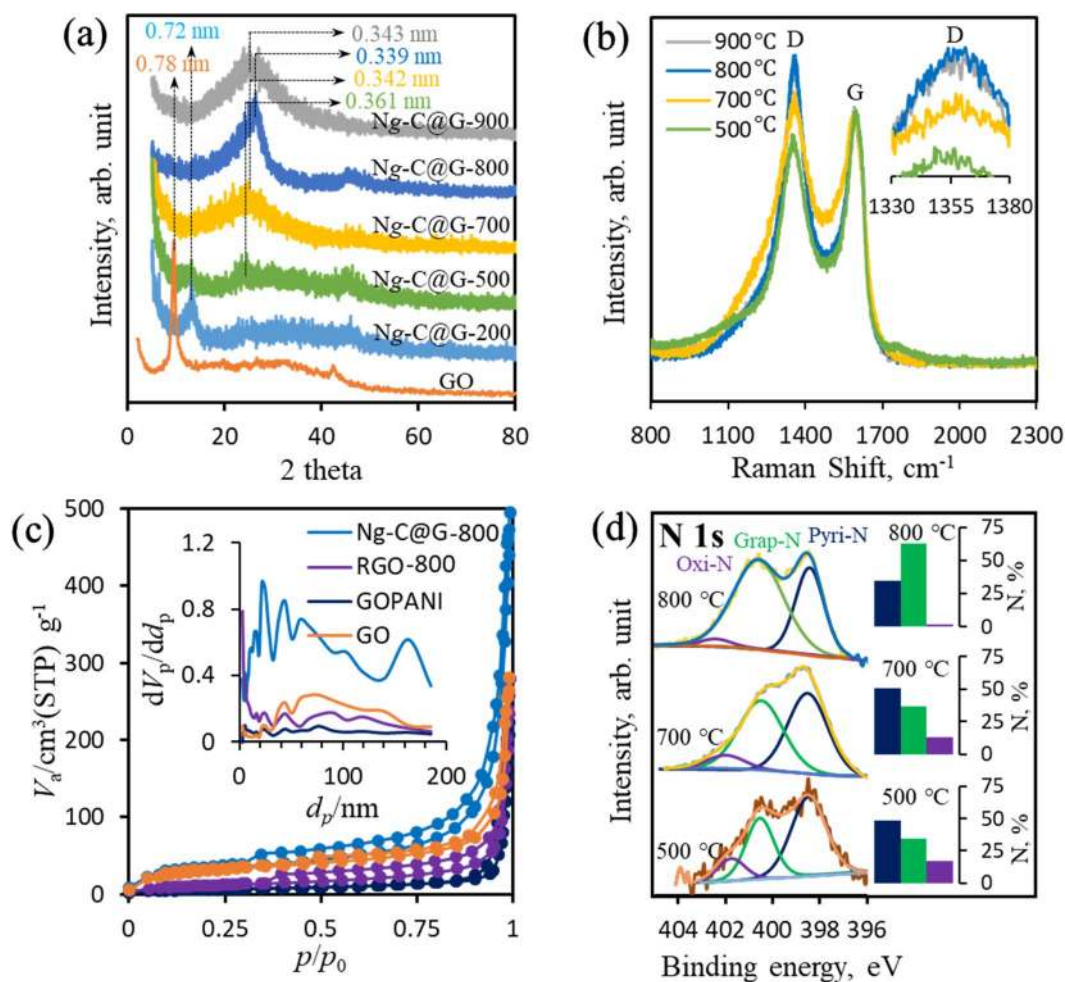 (a)
0.72 nm
0.78 nm
0.343 nm
0.339 nm
0.342 nm
0.361 nm
Ng-C@G-900
Ng-C@G-800
Ng-C@G-700
Ng-C@G-500
Ng-C@G-200
GO
Intensity, arb. unit
0 20 40 60 80
2 theta
(b)
900°C
800°C
700°C
500°C
D
G
D
1330 1355 1380
Intensity, arb. unit
800 1100 1400 1700 2000 2300
Raman Shift, cm-1
(c)
500
400
300
200
100
0
Va/cm3(STP) g-1
1.2
0.8
0.4
0
dVp/ddp
Ng-C@G-800
RGO-800
GOPANI
GO
0 100 200
dp/nm
0 0.25 0.5 0.75 1
p/p0
(d)
N 1s
Oxi-N
Grap-N
Pyri-N
800 °C
800 °C
75
50
25
0
N, %
700 °C
700 °C
75
50
25
0
N, %
500 °C
500 °C
75
50
25
0
N, %
Intensity, arb. unit
404 402 400 398 396
Binding energy, eV